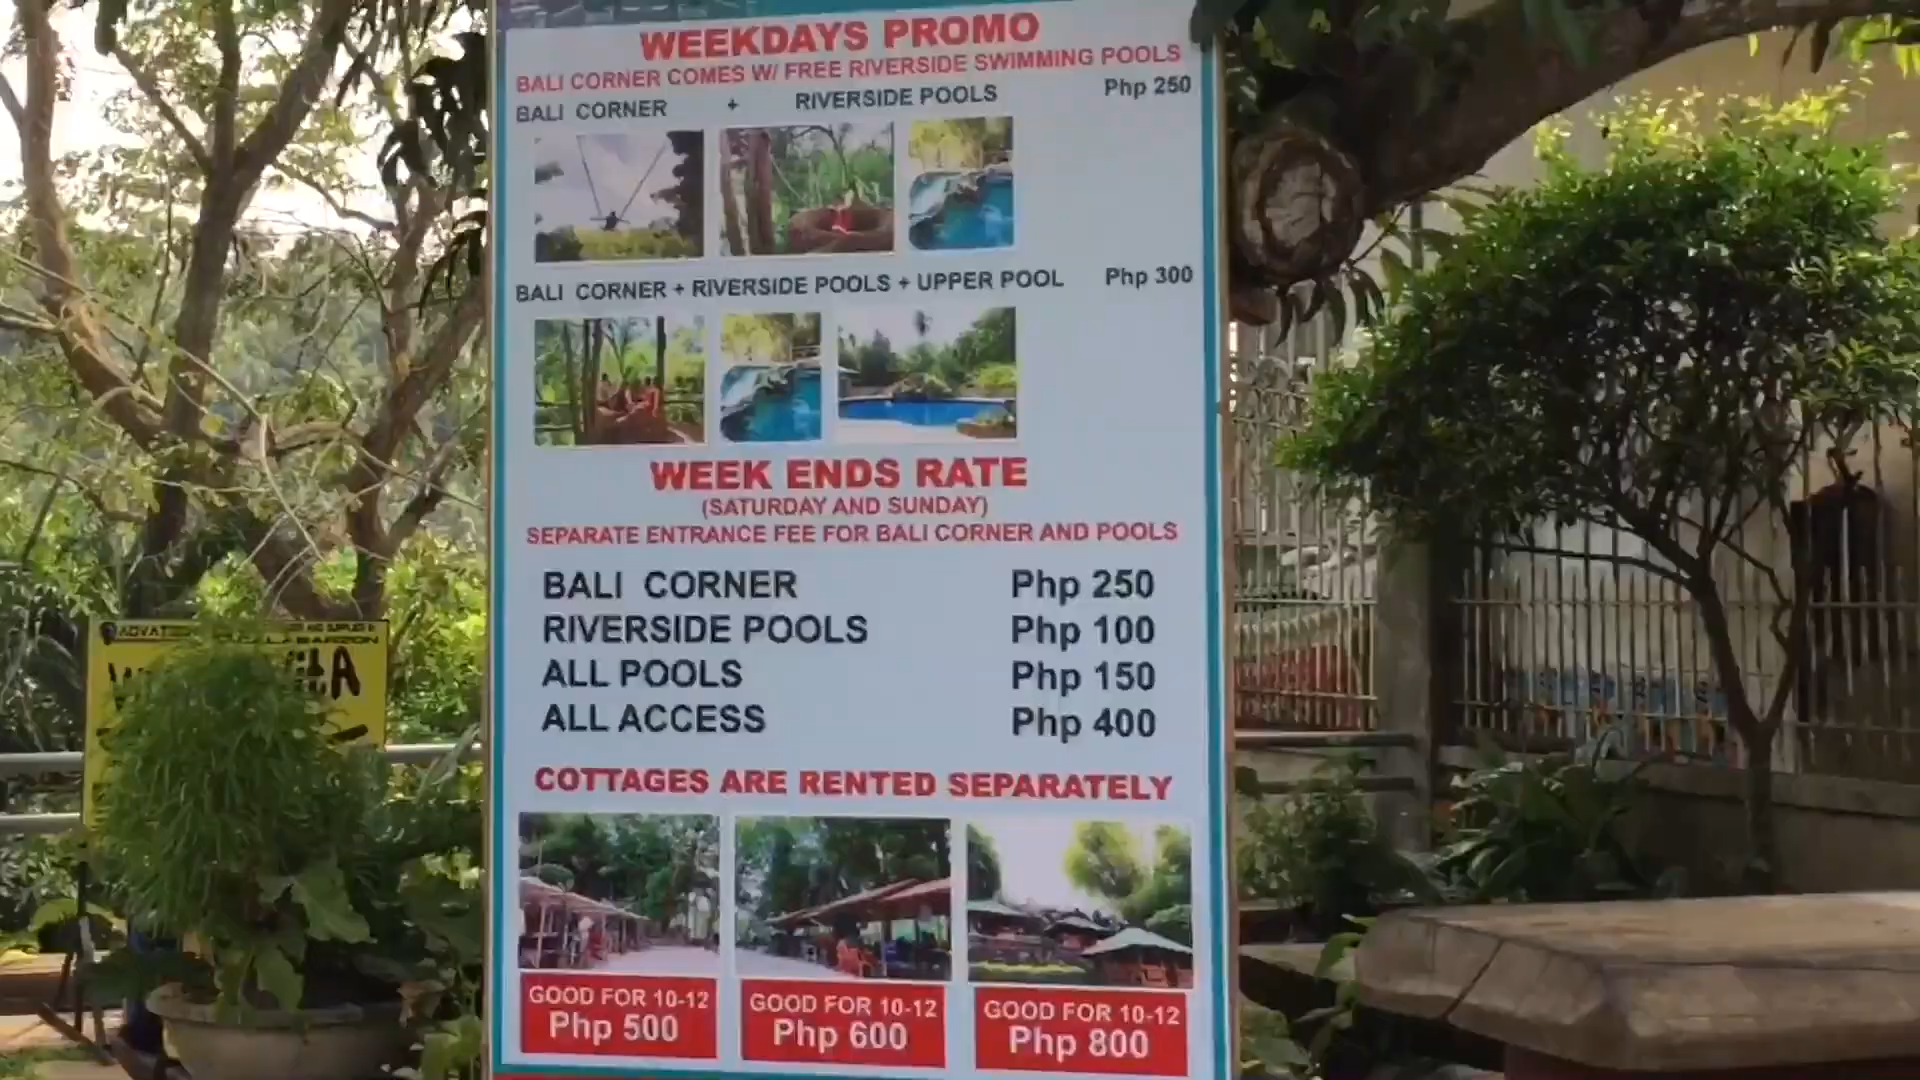 WEEKDAYS PROMO
BALI CORNER COMES W/ FREE RIVERSIDE SWIMMING POOLS
BALI CORNER + RIVERSIDE POOLS Php 250
BALI CORNER + RIVERSIDE POOLS + UPPER POOL Php 300
WEEK ENDS RATE
(SATURDAY AND SUNDAY)
SEPARATE ENTRANCE FEE FOR BALI CORNER AND POOLS
BALI CORNER Php 250
RIVERSIDE POOLS Php 100
ALL POOLS Php 150
ALL ACCESS Php 400
COTTAGES ARE RENTED SEPARATELY
GOOD FOR 10-12
Php 500
GOOD FOR 10-12
Php 600
GOOD FOR 10-12
Php 800